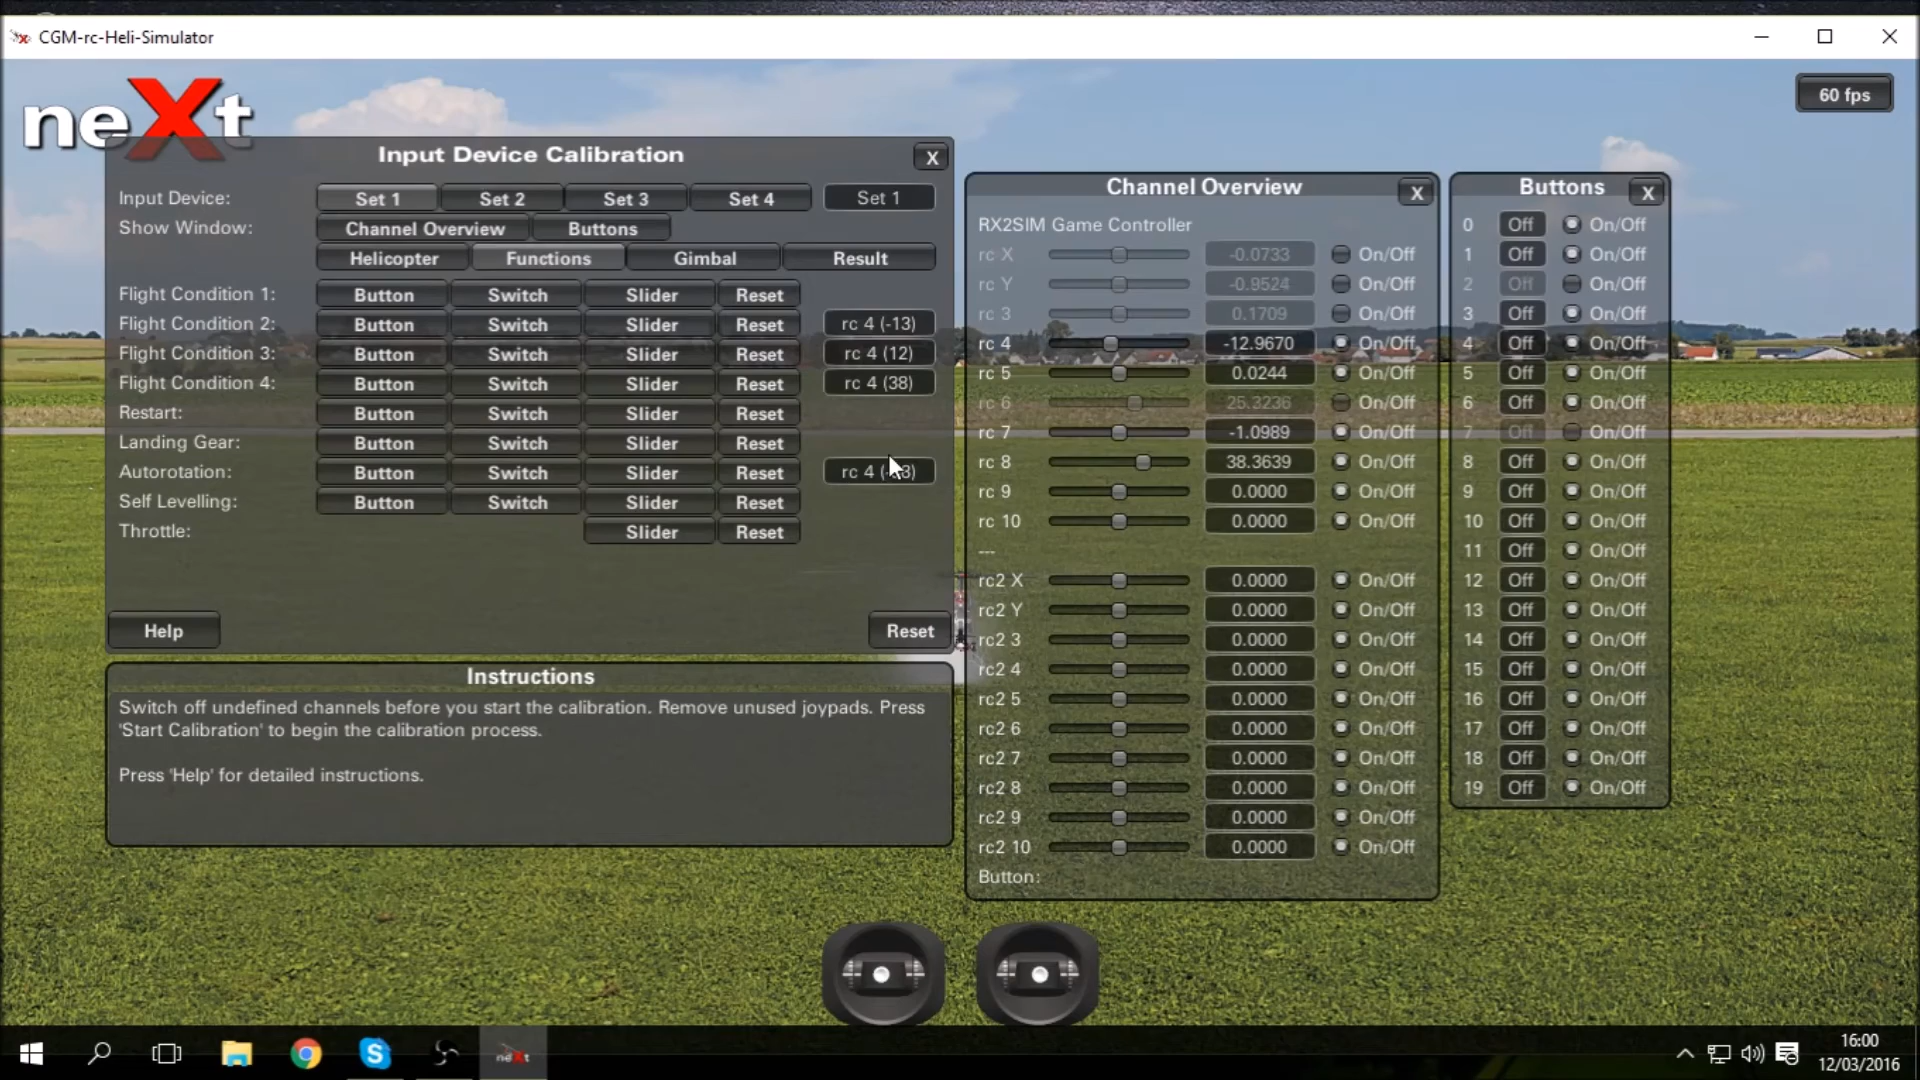 CGM-rc-Heli-Simulator
neXt
60 fps
Input Device Calibration
X
Input Device:
Set 1
Set 2
Set 3
Set 4
Set 1
Show Window:
Channel Overview
Buttons
Helicopter
Functions
Gimbal
Result
Flight Condition 1:
Button
Switch
Slider
Reset
Flight Condition 2:
Button
Switch
Slider
Reset
rc 4 (-13)
Flight Condition 3:
Button
Switch
Slider
Reset
rc 4 (12)
Flight Condition 4:
Button
Switch
Slider
Reset
rc 4 (38)
Restart:
Button
Switch
Slider
Reset
Landing Gear:
Button
Switch
Slider
Reset
Autorotation:
Button
Switch
Slider
Reset
rc 4
Self Levelling:
Button
Switch
Slider
Reset
Throttle:
Slider
Reset
Help
Reset
Instructions
Switch off undefined channels before you start the calibration. Remove unused joypads. Press
'Start Calibration' to begin the calibration process.
Press 'Help' for detailed instructions.
Channel Overview
X
RX2SIM Game Controller
rc X
-0.0733
On/Off
rc Y
-0.9524
On/Off
rc 3
0.1709
On/Off
rc 4
-12.9670
On/Off
rc 5
0.0244
On/Off
rc 6
25.3236
On/Off
rc 7
-1.0989
On/Off
rc 8
38.3639
On/Off
rc 9
0.0000
On/Off
rc 10
0.0000
On/Off
---
rc2 X
0.0000
On/Off
rc2 Y
0.0000
On/Off
rc2 3
0.0000
On/Off
rc2 4
0.0000
On/Off
rc2 5
0.0000
On/Off
rc2 6
0.0000
On/Off
rc2 7
0.0000
On/Off
rc2 8
0.0000
On/Off
rc2 9
0.0000
On/Off
rc2 10
0.0000
On/Off
Button:
Buttons
X
0
Off
On/Off
1
Off
On/Off
2
Off
On/Off
3
Off
On/Off
4
Off
On/Off
5
Off
On/Off
6
Off
On/Off
7
Off
On/Off
8
Off
On/Off
9
Off
On/Off
10
Off
On/Off
11
Off
On/Off
12
Off
On/Off
13
Off
On/Off
14
Off
On/Off
15
Off
On/Off
16
Off
On/Off
17
Off
On/Off
18
Off
On/Off
19
Off
On/Off
neXt
16:00
12/03/2016